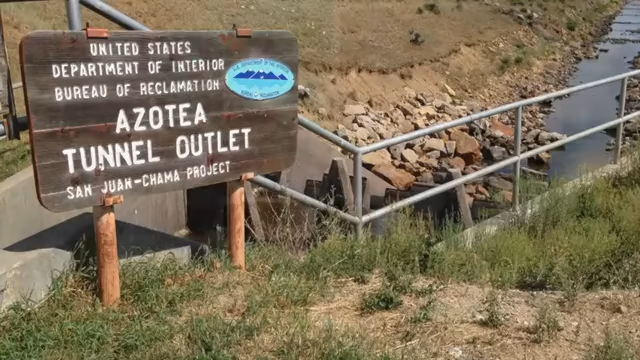 UNITED STATES
DEPARTMENT OF INTERIOR
BUREAU OF RECLAMATION
AZOTEA
TUNNEL OUTLET
SAN JUAN-CHAMA PROJECT